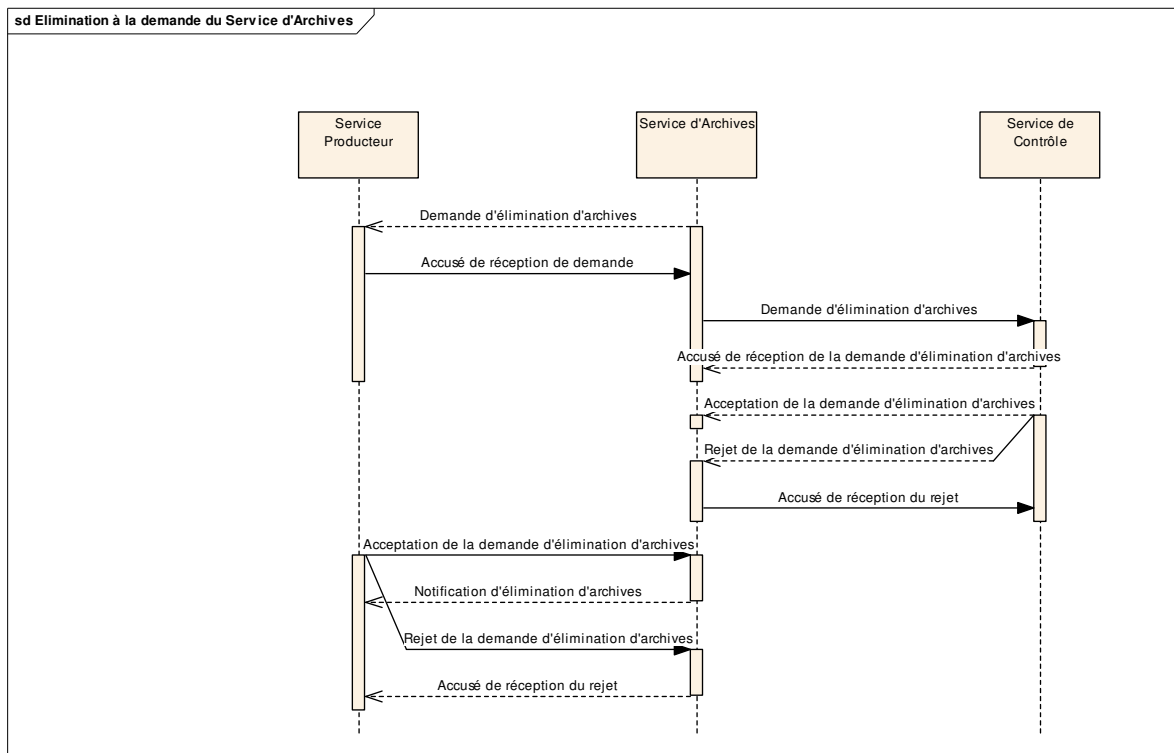 sd Elimination à la demande du Service d'Archives
Service
Producteur
Service d'Archives
Service de
Contrôle
Demande d'élimination d'archives
Accusé de réception de demande
Demande d'élimination d'archives
Accusé de réception de la demande d'élimination d'archives
Acceptation de la demande d'élimination d'archives
Rejet de la demande d'élimination d'archives
Accusé de réception du rejet
Acceptation de la demande d'élimination d'archives
Notification d'élimination d'archives
Rejet de la demande d'élimination d'archives
Accusé de réception du rejet